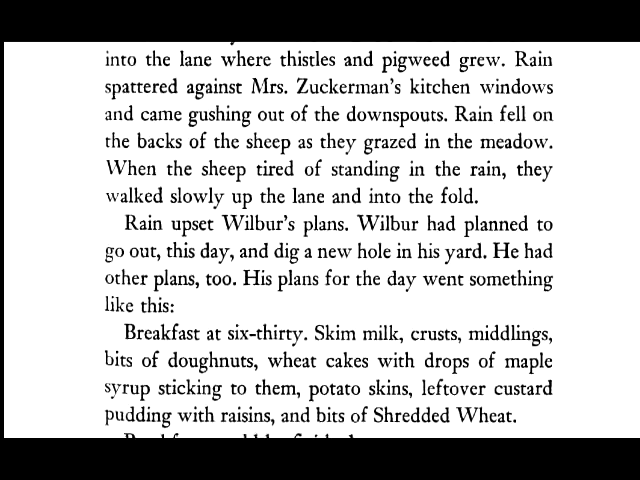 into the lane where thistles and pigweed grew. Rain
spattered against Mrs. Zuckerman's kitchen windows
and came gushing out of the downspouts. Rain fell on
the backs of the sheep as they grazed in the meadow.
When the sheep tired of standing in the rain, they
walked slowly up the lane and into the fold.
Rain upset Wilbur's plans. Wilbur had planned to
go out, this day, and dig a new hole in his yard. He had
other plans, too. His plans for the day went something
like this:
Breakfast at six-thirty. Skim milk, crusts, middlings,
bits of doughnuts, wheat cakes with drops of maple
syrup sticking to them, potato skins, leftover custard
pudding with raisins, and bits of Shredded Wheat.